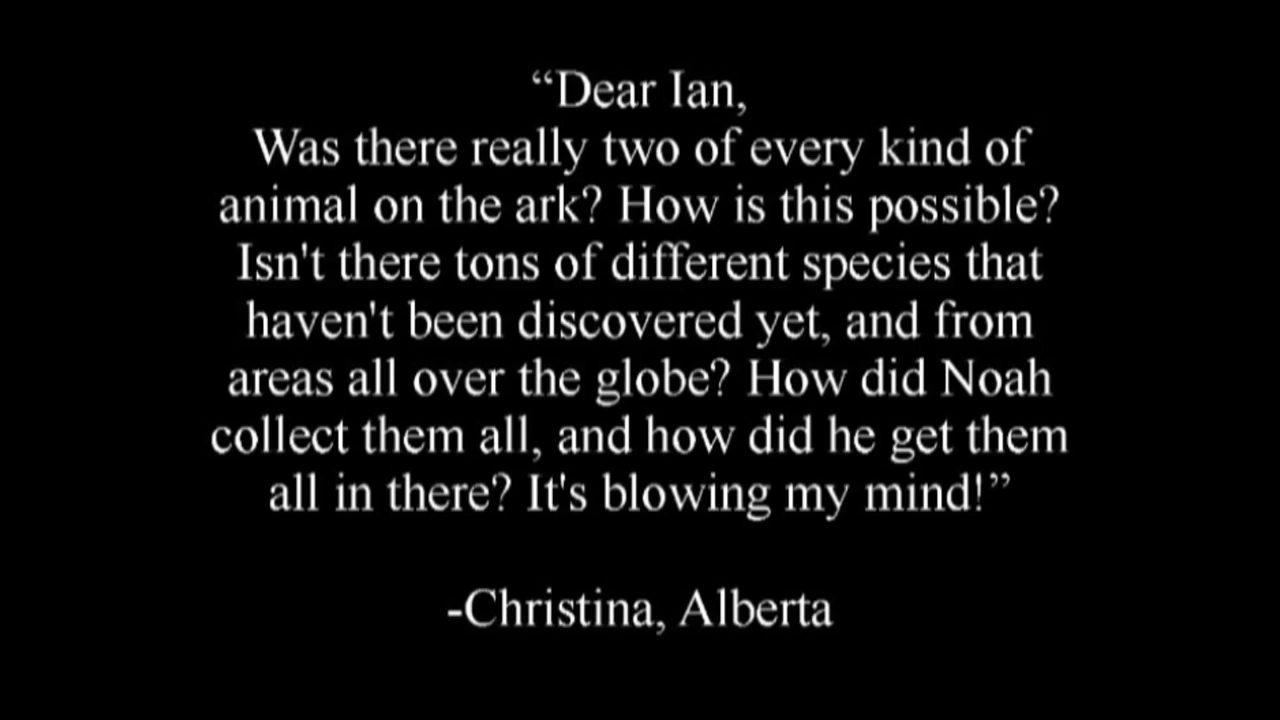 “Dear Ian,
Was there really two of every kind of
animal on the ark? How is this possible?
Isn't there tons of different species that
haven't been discovered yet, and from
areas all over the globe? How did Noah
collect them all, and how did he get them
all in there? It's blowing my mind!”
-Christina, Alberta